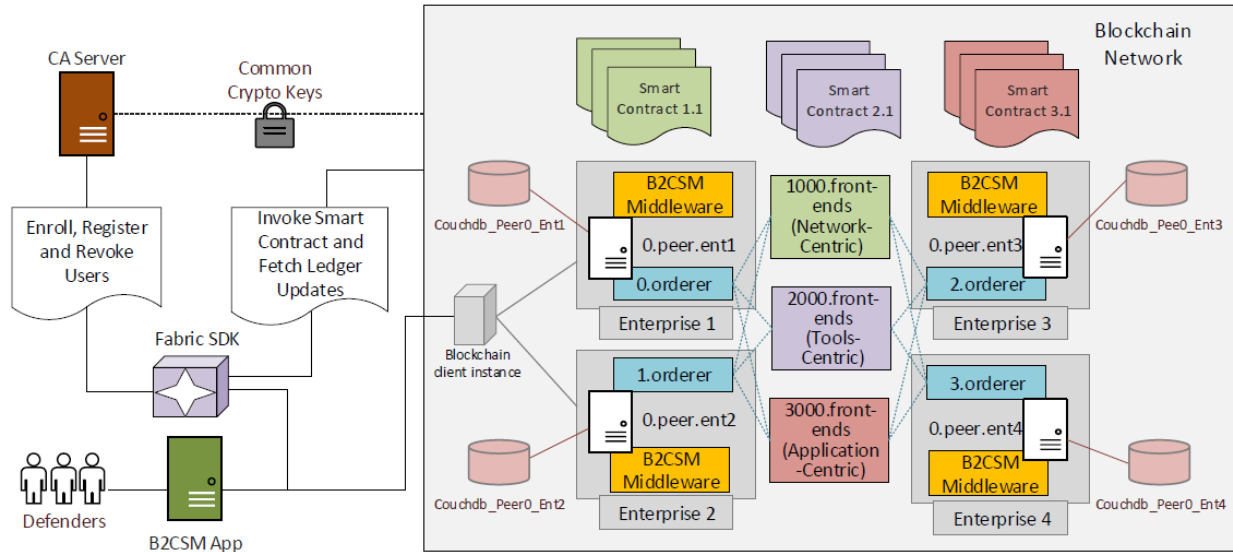 CA Server
Common
Crypto Keys
Enroll, Register
and Revoke
Users
Invoke Smart
Contract and
Fetch Ledger
Updates
Fabric SDK
Defenders
B2CSM App
Blockchain
Network
Smart
Contract 1.1
Smart
Contract 2.1
Smart
Contract 3.1
Couchdb_Peer0_Ent1
B2CSM
Middleware
0.peer.ent1
0.orderer
Enterprise 1
1000.front-
ends
(Network-
Centric)
B2CSM
Middleware
0.peer.ent3
2.orderer
Enterprise 3
Couchdb_Pee0_Ent3
Blockchain
client instance
2000.front-
ends
(Tools-
Centric)
1.orderer
0.peer.ent2
B2CSM
Middleware
Enterprise 2
Couchdb_Peer0_Ent2
3000.front-
ends
(Application
-Centric)
3.orderer
0.peer.ent4
B2CSM
Middleware
Enterprise 4
Couchdb_Peer0_Ent4